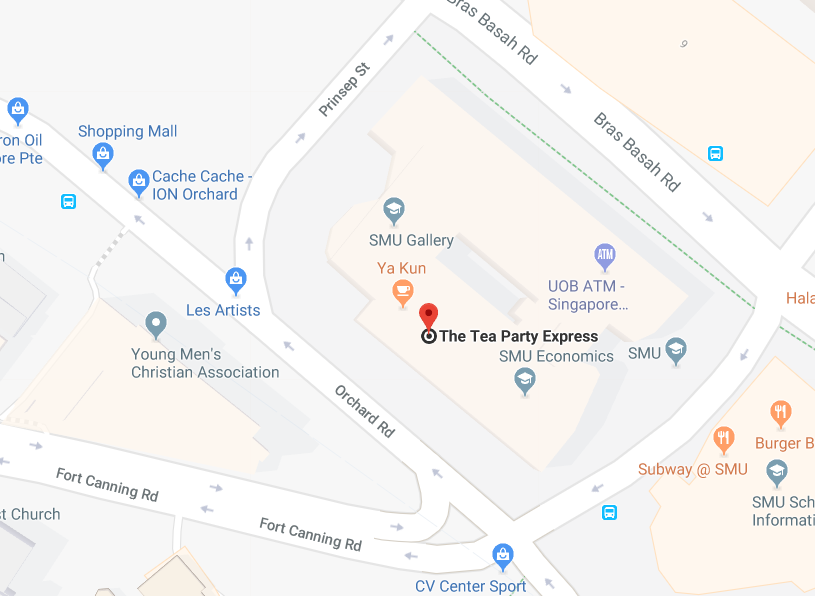 Bras Basah Rd
Prinsep St
Bras Basah Rd
Shopping Mall
ron Oil
ore Pte
Cache Cache -
ION Orchard
SMU Gallery
Ya Kun
ATM
UOB ATM -
Singapore...
Hala
Les Artists
The Tea Party Express
SMU Economics
SMU
Young Men's
Christian Association
Orchard Rd
Burger B
Subway @ SMU
Fort Canning Rd
SMU Sch
Informati
st Church
Fort Canning Rd
CV Center Sport